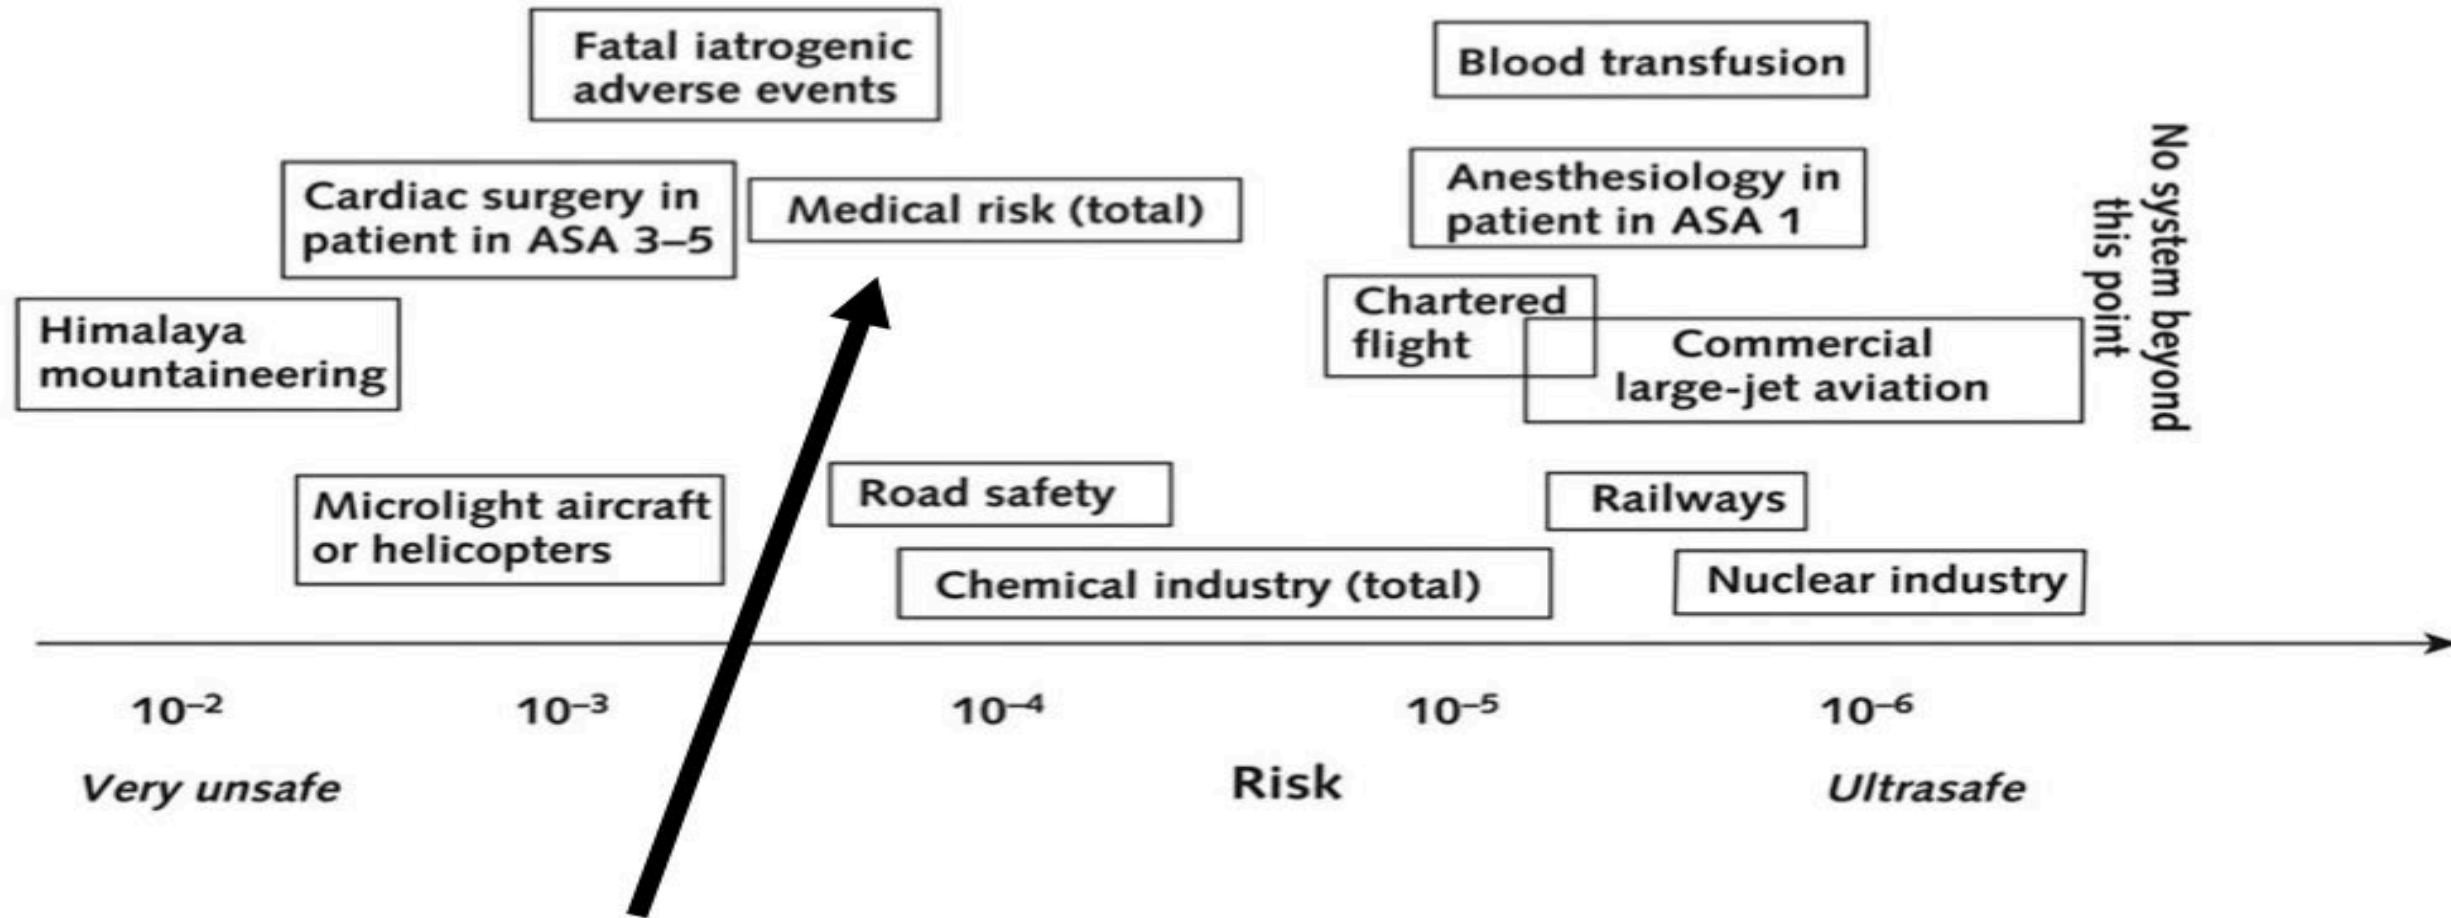 Fatal iatrogenic
adverse events
Blood transfusion
Cardiac surgery in
patient in ASA 3–5
Medical risk (total)
Anesthesiology in
patient in ASA 1
No system beyond
this point
Himalaya
mountaineering
Chartered
flight
Commercial
large-jet aviation
Microlight aircraft
or helicopters
Road safety
Railways
Chemical industry (total)
Nuclear industry
10⁻² 10⁻³ 10⁻⁴ 10⁻⁵ 10⁻⁶
Very unsafe Risk Ultrasafe